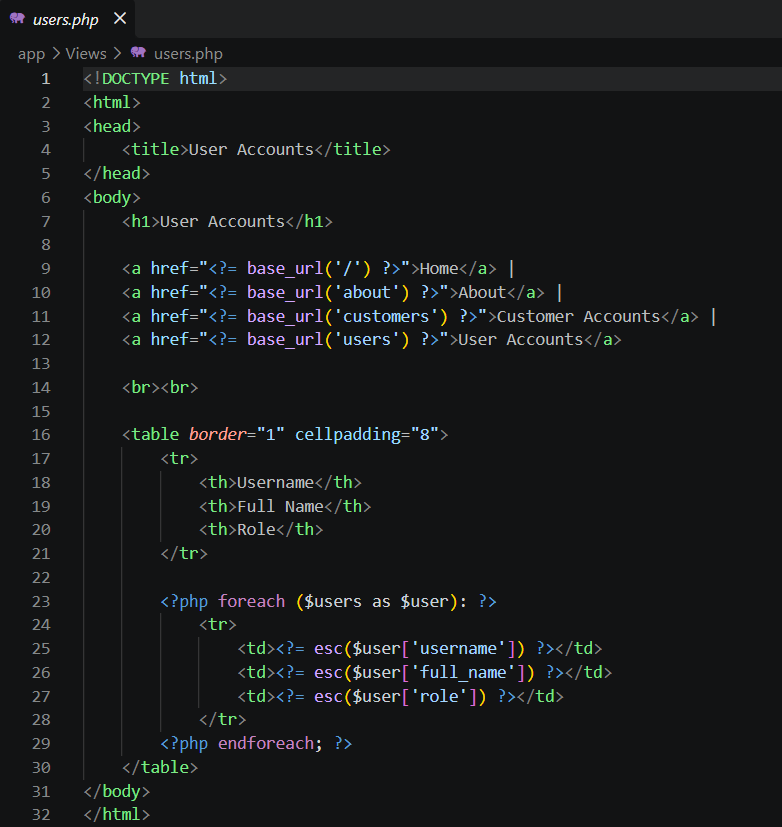 users.php ×
app > Views > users.php
1 <!DOCTYPE html>
2 <html>
3 <head>
4     <title>User Accounts</title>
5 </head>
6 <body>
7     <h1>User Accounts</h1>
8
9     <a href="<?= base_url('/') ?>">Home</a> |
10     <a href="<?= base_url('about') ?>">About</a> |
11     <a href="<?= base_url('customers') ?>">Customer Accounts</a> |
12     <a href="<?= base_url('users') ?>">User Accounts</a>
13
14     <br><br>
15
16     <table border="1" cellpadding="8">
17         <tr>
18             <th>Username</th>
19             <th>Full Name</th>
20             <th>Role</th>
21         </tr>
22
23         <?php foreach ($users as $user): ?>
24             <tr>
25                 <td><?= esc($user['username']) ?></td>
26                 <td><?= esc($user['full_name']) ?></td>
27                 <td><?= esc($user['role']) ?></td>
28             </tr>
29         <?php endforeach; ?>
30     </table>
31 </body>
32 </html>